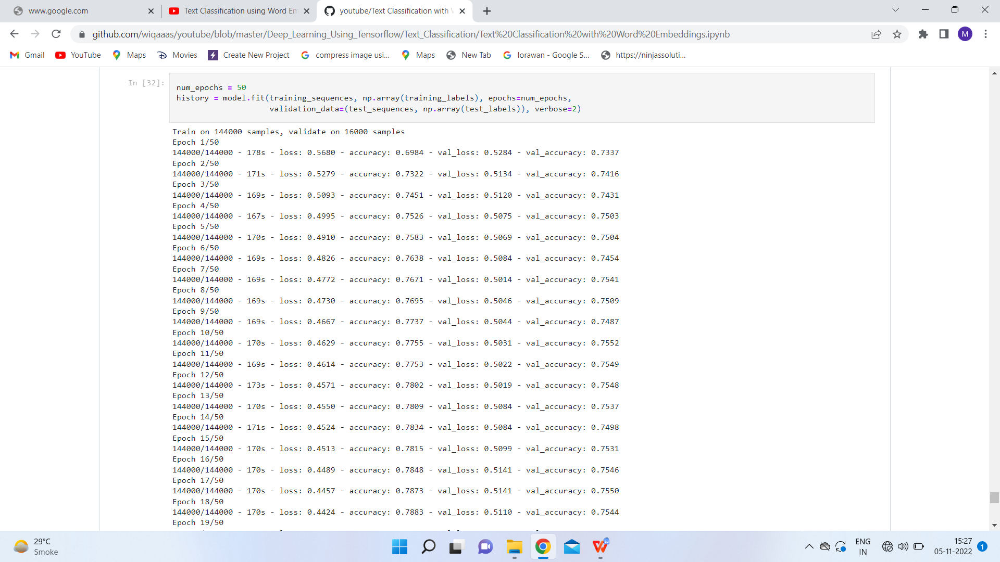 www.google.com
Text Classification using Word Em
youtube/Text Classification with
github.com/wiqaaas/youtube/blob/master/Deep_Learning_Using_Tensorflow/Text_Classification/Text%20Classification%20with%20Word%20Embeddings.ipynb
M
Gmail YouTube Maps Movies Create New Project compress image usi... Maps New Tab lorawan - Google S... https://ninjassoluti...
In [32]:
num_epochs = 50
history = model.fit(training_sequences, np.array(training_labels), epochs=num_epochs,
validation_data=(test_sequences, np.array(test_labels)), verbose=2)
Train on 144000 samples, validate on 16000 samples
Epoch 1/50
144000/144000 - 178s - loss: 0.5680 - accuracy: 0.6984 - val_loss: 0.5284 - val_accuracy: 0.7337
Epoch 2/50
144000/144000 - 171s - loss: 0.5279 - accuracy: 0.7322 - val_loss: 0.5134 - val_accuracy: 0.7416
Epoch 3/50
144000/144000 - 169s - loss: 0.5093 - accuracy: 0.7451 - val_loss: 0.5120 - val_accuracy: 0.7431
Epoch 4/50
144000/144000 - 167s - loss: 0.4995 - accuracy: 0.7526 - val_loss: 0.5075 - val_accuracy: 0.7503
Epoch 5/50
144000/144000 - 170s - loss: 0.4910 - accuracy: 0.7583 - val_loss: 0.5069 - val_accuracy: 0.7504
Epoch 6/50
144000/144000 - 169s - loss: 0.4826 - accuracy: 0.7638 - val_loss: 0.5084 - val_accuracy: 0.7454
Epoch 7/50
144000/144000 - 169s - loss: 0.4772 - accuracy: 0.7671 - val_loss: 0.5014 - val_accuracy: 0.7541
Epoch 8/50
144000/144000 - 169s - loss: 0.4730 - accuracy: 0.7695 - val_loss: 0.5046 - val_accuracy: 0.7509
Epoch 9/50
144000/144000 - 169s - loss: 0.4667 - accuracy: 0.7737 - val_loss: 0.5044 - val_accuracy: 0.7487
Epoch 10/50
144000/144000 - 170s - loss: 0.4629 - accuracy: 0.7755 - val_loss: 0.5031 - val_accuracy: 0.7552
Epoch 11/50
144000/144000 - 169s - loss: 0.4614 - accuracy: 0.7753 - val_loss: 0.5022 - val_accuracy: 0.7549
Epoch 12/50
144000/144000 - 173s - loss: 0.4571 - accuracy: 0.7802 - val_loss: 0.5019 - val_accuracy: 0.7548
Epoch 13/50
144000/144000 - 170s - loss: 0.4550 - accuracy: 0.7809 - val_loss: 0.5084 - val_accuracy: 0.7537
Epoch 14/50
144000/144000 - 171s - loss: 0.4524 - accuracy: 0.7834 - val_loss: 0.5084 - val_accuracy: 0.7498
Epoch 15/50
144000/144000 - 170s - loss: 0.4513 - accuracy: 0.7815 - val_loss: 0.5099 - val_accuracy: 0.7531
Epoch 16/50
144000/144000 - 170s - loss: 0.4489 - accuracy: 0.7848 - val_loss: 0.5141 - val_accuracy: 0.7546
Epoch 17/50
144000/144000 - 170s - loss: 0.4457 - accuracy: 0.7873 - val_loss: 0.5141 - val_accuracy: 0.7550
Epoch 18/50
144000/144000 - 170s - loss: 0.4424 - accuracy: 0.7883 - val_loss: 0.5110 - val_accuracy: 0.7544
Epoch 19/50
29°C
Smoke
ENG
IN
15:27
05-11-2022
1